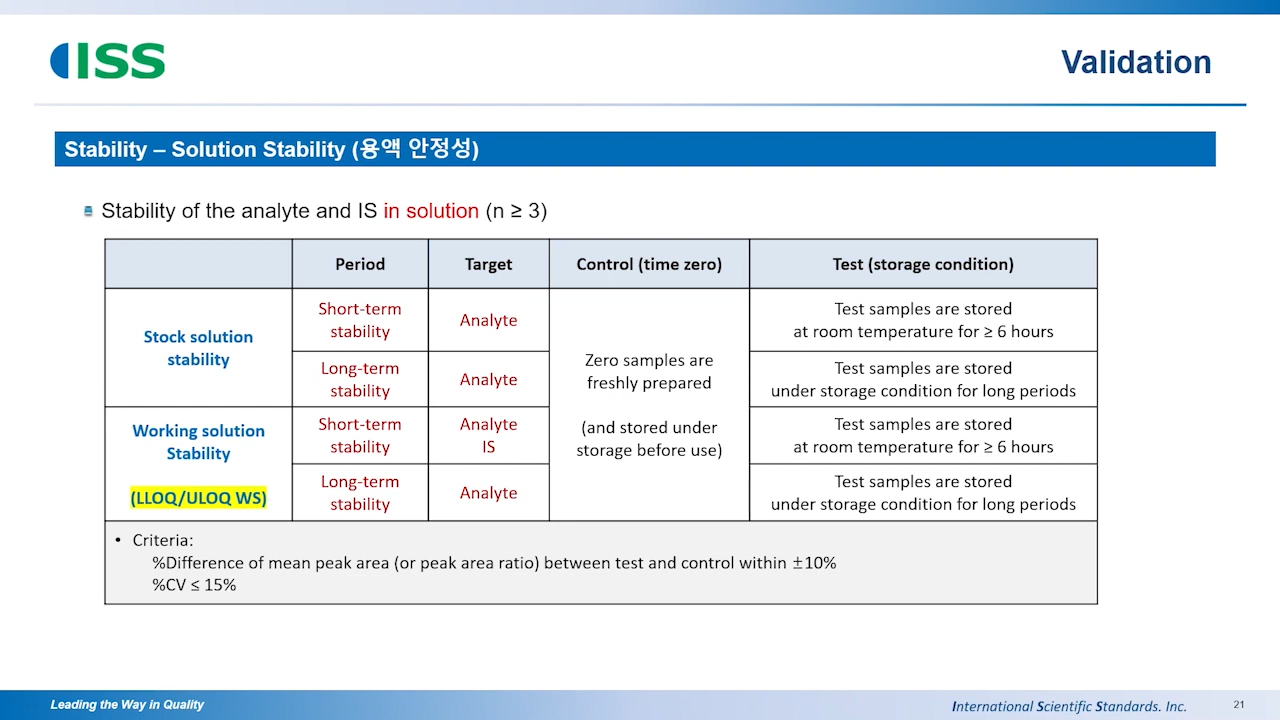 ISS
Validation
Stability – Solution Stability (용액 안정성)
Stability of the analyte and IS in solution (n ≥ 3)
Period
Target
Control (time zero)
Test (storage condition)
Stock solution
stability
Short-term
stability
Analyte
Zero samples are
freshly prepared
(and stored under
storage before use)
Test samples are stored
at room temperature for ≥ 6 hours
Long-term
stability
Analyte
Test samples are stored
under storage condition for long periods
Working solution
Stability
(LLOQ/ULOQ WS)
Short-term
stability
Analyte
IS
Test samples are stored
at room temperature for ≥ 6 hours
Long-term
stability
Analyte
Test samples are stored
under storage condition for long periods
• Criteria:
%Difference of mean peak area (or peak area ratio) between test and control within ±10%
%CV ≤ 15%
Leading the Way in Quality
International Scientific Standards. Inc.
21